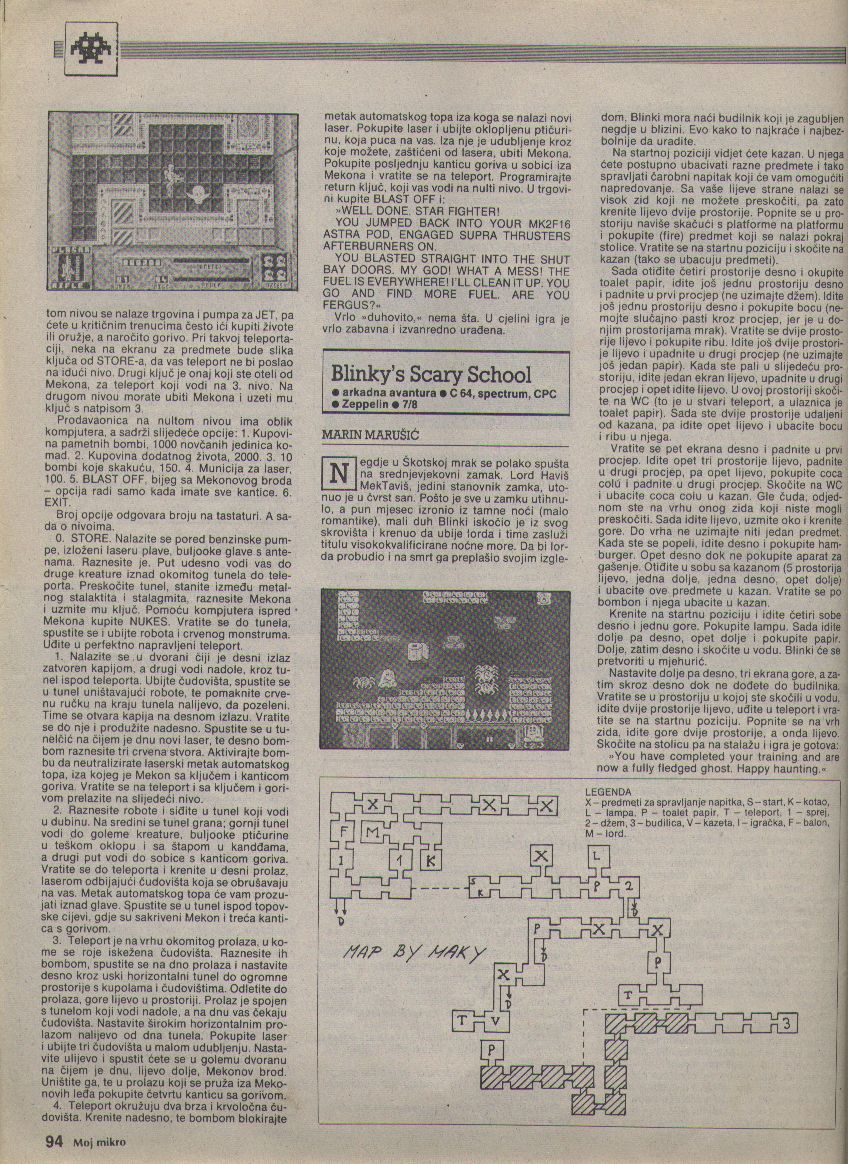 tom nivou se nalaze trgovina i pumpa za JET, pa
ćete u kritičnim trenucima često ići kupiti živote
ili oružje, a naročito gorivo. Pri takvoj teleporta-
ciji, neka na ekranu za predmete bude slika
ključa od STORE-a, da vas teleport ne bi poslao
na idući nivo. Drugi ključ je onaj koji ste oteli od
Mekona, za teleport koji vodi na 3. nivo. Na
drugom nivou morate ubiti Mekona i uzeti mu
ključ s natpisom 3.
Prodavaonica na nultom nivou ima oblik
kompjutera, a sadrži slijedeće opcije: 1. Kupovi-
na pametnih bombi, 1000 novčanih jedinica ko-
mad. 2. Kupovina dodatnog života, 2000. 3. 10
bombi koje skakuću, 150. 4. Municija za laser,
100. 5. BLAST OFF, bijeg sa Mekonovog broda
– opcija radi samo kada imate sve kantice. 6.
EXIT.
Broj opcije odgovara broju na tastaturi. A sa-
da o nivoima.
0. STORE. Nalazite se pored benzinske pum-
pe, izloženi laseru plave, buljooke glave s ante-
nama. Raznesite je. Put udesno vodi vas do
druge kreature iznad okomitog tunela do tele-
porta. Preskočite tunel, stanite između metal-
nog stalaktita i stalagmita, raznesite Mekona
i uzmite mu ključ. Pomoću kompjutera ispred
Mekona kupite NUKES. Vratite se do tunela,
spustite se i ubijte robota i crvenog monstruma.
Uđite u perfektno napravljeni teleport.
1. Nalazite se u dvorani čiji je desni izlaz
zatvoren kapijom, a drugi vodi nadole, kroz tu-
nel ispod teleporta. Ubijte čudovišta, spustite se
u tunel uništavajući robote, te pomaknite crve-
nu ručku na kraju tunela nalijevo, da pozeleni.
Time se otvara kapija na desnom izlazu. Vratite
se do nje i produžite nadesno. Spustite se u tu-
nelčić na čijem je dnu novi laser, te desno bom-
bom raznesite tri crvena stvora. Aktivirajte bom-
bu da neutralizirate laserski metak automatskog
topa, iza kojeg je Mekon sa ključem i kanticom
goriva. Vratite se na teleport i sa ključem i gori-
vom prelazite na slijedeći nivo.
2. Raznesite robote i siđite u tunel koji vodi
u dubinu. Na sredini se tunel grana; gornji tunel
vodi do goleme kreature, buljooke ptičurine
u teškom oklopu i sa štapom u kandđama,
a drugi put vodi do sobice s kanticom goriva.
Vratite se do teleporta i krenite u desni prolaz,
laserom odbijajući čudovišta koja se obrušavaju
na vas. Metak automatskog topa će vam prozu-
jati iznad glave. Spustite se u tunel ispod topov-
ske cijevi, gdje su sakriveni Mekon i treća kanti-
ca s gorivom.
3. Teleport je na vrhu okomitog prolaza, u ko-
me se roje iskežena čudovišta. Raznesite ih
bombom, spustite se na dno prolaza i nastavite
desno kroz uski horizontalni tunel do ogromne
prostorije s kupolama i čudovištima. Odletite do
prolaza, gore lijevo u prostoriji. Prolaz je spojen
s tunelom koji vodi nadole, a na dnu vas čekaju
čudovišta. Nastavite širokim horizontalnim pro-
lazom nalijevo od dna tunela. Pokupite laser
i ubijte tri čudovišta u malom udubljenju. Nasta-
vite ulijevo i spustit ćete se u golemu dvoranu
na čijem je dnu, lijevo dolje, Mekonov brod.
Uništite ga, te u prolazu koji se pruža iza Meko-
novih leđa pokupite četvrtu kanticu sa gorivom.
4. Teleport okružuju dva brza i krvoločna ču-
dovišta. Krenite nadesno, te bombom blokirajte
metak automatskog topa iza koga se nalazi novi
laser. Pokupite laser i ubijte oklopljenu ptičuri-
nu, koja puca na vas. Iza nje je udubljenje kroz
koje možete, zaštićeni od lasera, ubiti Mekona.
Pokupite posljednju kanticu goriva u sobici iza
Mekona i vratite se na teleport. Programirajte
return ključ, koji vas vodi na nulti nivo. U trgovi-
ni kupite BLAST OFF i:
»WELL DONE, STAR FIGHTER!
YOU JUMPED BACK INTO YOUR MK2F16
ASTRA POD, ENGAGED SUPRA THRUSTERS
AFTERBURNERS ON.
YOU BLASTED STRAIGHT INTO THE SHUT
BAY DOORS. MY GOD! WHAT A MESS! THE
FUEL IS EVERYWHERE! I'LL CLEAN IT UP. YOU
GO AND FIND MORE FUEL. ARE YOU
FERGUS?«
Vrlo »duhovito,« nema šta. U cjelini igra je
vrlo zabavna i izvanredno urađena.
Blinky's Scary School
● arkadna avantura ● C 64, spectrum, CPC
● Zeppelin ● 7/8
MARIN MARUŠIĆ
Negdje u Škotskoj mrak se polako spušta
na srednjevjekovni zamak. Lord Haviš
MekTaviš, jedini stanovnik zamka, uto-
nuo je u čvrst san. Pošto je sve u zamku utihnu-
lo, a pun mjesec izronio iz tamne noći (malo
romantike), mali duh Blinki iskočio je iz svog
skrovišta i krenuo da ubije lorda i time zasluži
titulu visokokvalificirane noćne more. Da bi lor-
da probudio i na smrt ga preplašio svojim izgle-
dom, Blinki mora naći budilnik koji je zagubljen
negdje u blizini. Evo kako to najkraće i najbez-
bolnije da uradite.
Na startnoj poziciji vidjet ćete kazan. U njega
ćete postupno ubacivati razne predmete i tako
spravljati čarobni napitak koji će vam omogućiti
napredovanje. Sa vaše lijeve strane nalazi se
visok zid koji ne možete preskočiti, pa zato
krenite lijevo dvije prostorije. Popnite se u pro-
storiju naviše skačući s platforme na platformu
i pokupite (fire) predmet koji se nalazi pokraj
stolice. Vratite se na startnu poziciju i skočite na
kazan (tako se ubacuju predmeti).
Sada otiđite četiri prostorije desno i okupite
toalet papir, idite još jednu prostoriju desno
i padnite u prvi procjep (ne uzimajte džem). Idite
još jednu prostoriju desno i pokupite bocu (ne-
mojte slučajno pasti kroz procjep, jer je u do-
njim prostorijama mrak). Vratite se dvije prosto-
rije lijevo i pokupite ribu. Idite još dvije prostori-
je lijevo i upadnite u drugi procjep (ne uzimajte
još jedan papir). Kada ste pali u slijedeću pro-
storiju, idite jedan ekran lijevo, upadnite u drugi
procjep i opet idite lijevo. U ovoj prostoriji skoči-
te na WC (to je u stvari teleport, a ulaznica je
toalet papir). Sada ste dvije prostorije udaljeni
od kazana, pa idite opet lijevo i ubacite bocu
i ribu u njega.
Vratite se pet ekrana desno i padnite u prvi
procjep. Idite opet tri prostorije lijevo, padnite
u drugi procjep, pa opet lijevo, pokupite coca
colu i padnite u drugi procjep. Skočite na WC
i ubacite coca colu u kazan. Gle čuda, odjed-
nom ste na vrhu onog zida koji niste mogli
preskočiti. Sada idite lijevo, uzmite oko i krenite
gore. Do vrha ne uzimajte niti jedan predmet.
Kada ste se popeli, idite desno i pokupite ham-
burger. Opet desno dok ne pokupite aparat za
gašenje. Otiđite u sobu sa kazanom (5 prostorija
lijevo, jedna dolje, jedna desno, opet dolje)
i ubacite ove predmete u kazan. Vratite se po
bombon i njega ubacite u kazan.
Krenite na startnu poziciju i idite četiri sobe
desno i jednu gore. Pokupite lampu. Sada idite
dolje pa desno, opet dolje i pokupite papir.
Dolje, zatim desno i skočite u vodu. Blinki će se
pretvoriti u mjehurić.
Nastavite dolje pa desno, tri ekrana gore, a za-
tim skroz desno dok ne dođete do budilnika.
Vratite se u prostoriju u kojoj ste skočili u vodu,
idite dvije prostorije lijevo, uđite u teleport i vra-
tite se na startnu poziciju. Popnite se na vrh
zida, idite gore dvije prostorije, a onda lijevo.
Skočite na stolicu pa na stalažu i igra je gotova:
»You have completed your training and are
now a fully fledged ghost. Happy haunting.«
LEGENDA
X – predmeti za spravljanje napitka, S – start, K – kotao,
L – lampa, P – toalet papir, T – teleport, 1 – sprej,
2 – džem, 3 – budilica, V – kazeta, I – igračka, F – balon,
M – lord.
X X X
F M
I 1 K
X L
S K P 2
D D
MAP BY MAKY
P X X
D
X P
D
T V T
3
P
94 Moj mikro